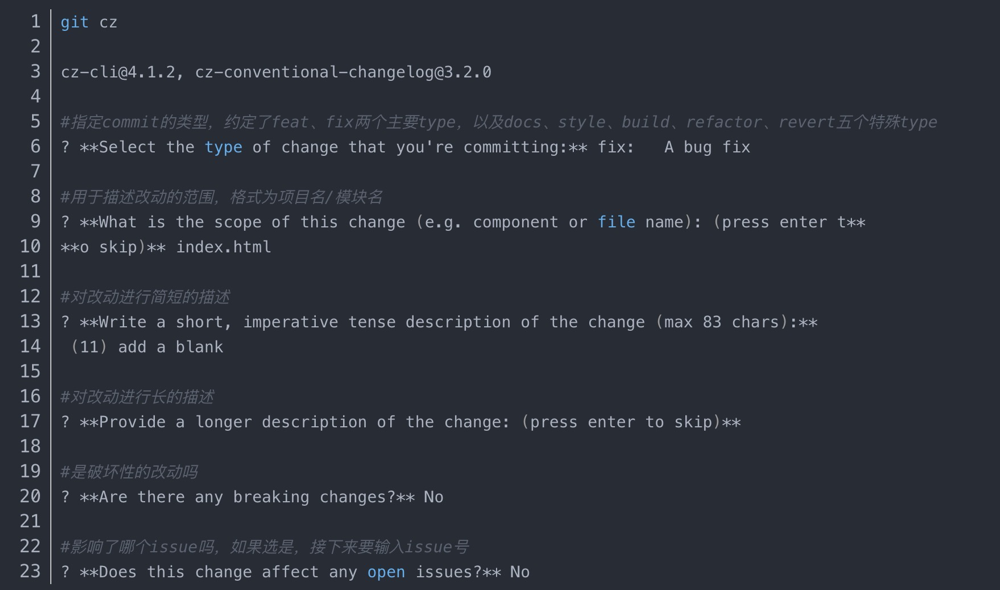 1 git cz
2
3 cz-cli@4.1.2, cz-conventional-changelog@3.2.0
4
5 #指定commit的类型，约定了feat、fix两个主要type，以及docs、style、build、refactor、revert五个特殊type
6 ? **Select the type of change that you're committing:** fix:   A bug fix
7
8 #用于描述改动的范围，格式为项目名/模块名
9 ? **What is the scope of this change (e.g. component or file name): (press enter t**
10 **o skip)** index.html
11
12 #对改动进行简短的描述
13 ? **Write a short, imperative tense description of the change (max 83 chars):**
14  (11) add a blank
15
16 #对改动进行长的描述
17 ? **Provide a longer description of the change: (press enter to skip)**
18
19 #是破坏性的改动吗
20 ? **Are there any breaking changes?** No
21
22 #影响了哪个issue吗，如果选是，接下来要输入issue号
23 ? **Does this change affect any open issues?** No